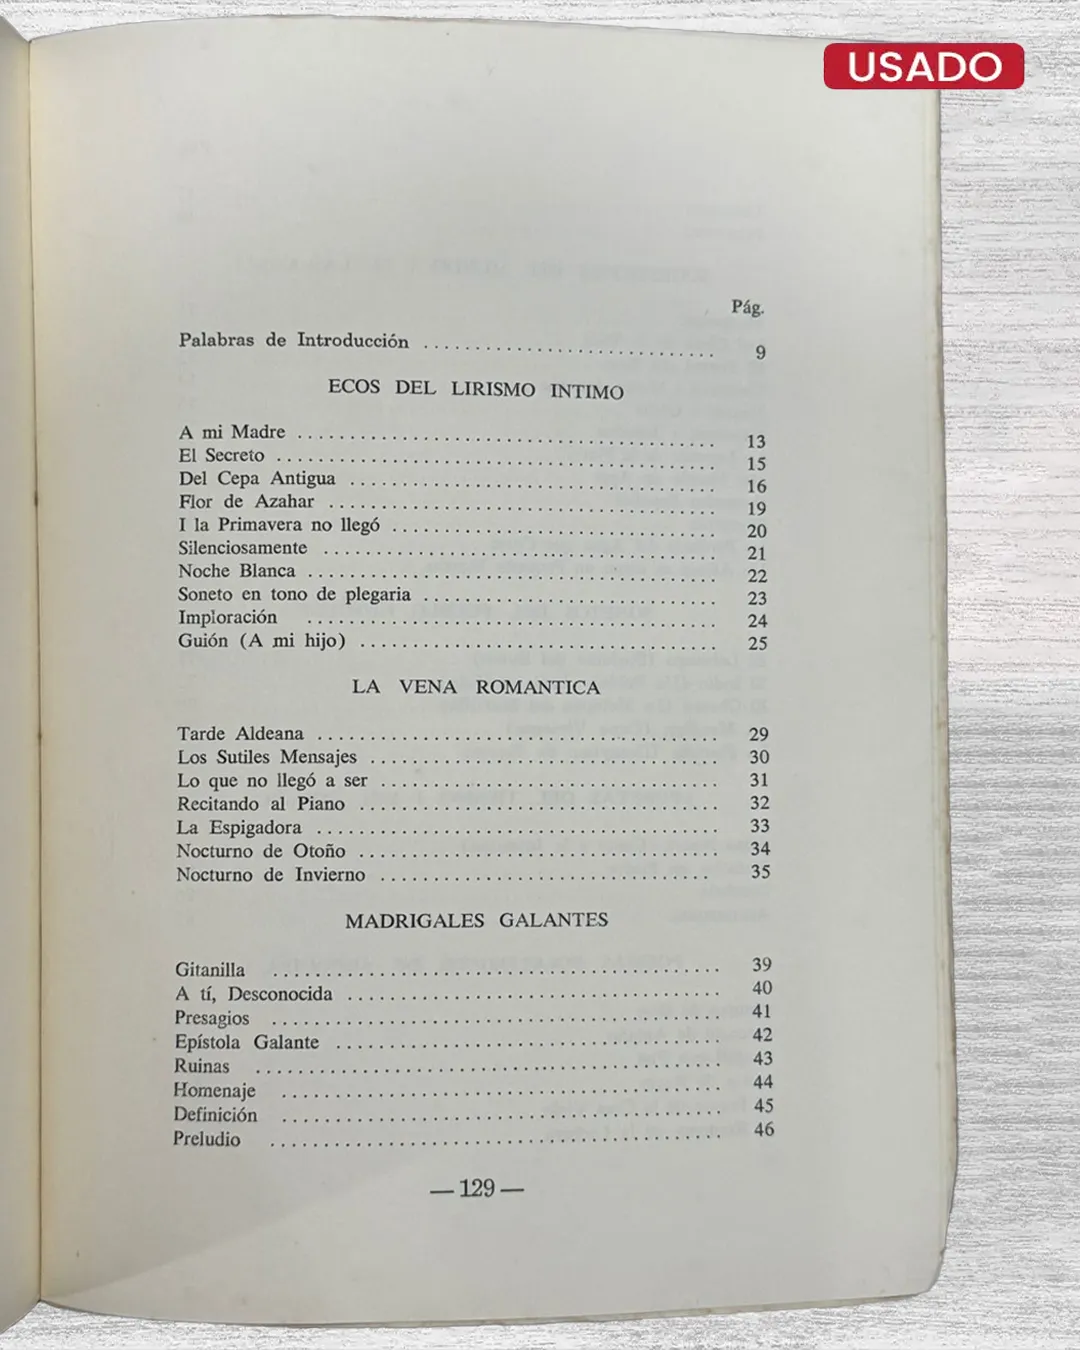 USADO
Pág.
Palabras de Introducción .............................. 9
ECOS DEL LIRISMO INTIMO
A mi Madre .............................. 13
El Secreto .............................. 15
Del Cepa Antigua .............................. 16
Flor de Azahar .............................. 19
I la Primavera no llegó .............................. 20
Silenciosamente .............................. 21
Noche Blanca .............................. 22
Soneto en tono de plegaria .............................. 23
Imploración .............................. 24
Guión (A mi hijo) .............................. 25
LA VENA ROMANTICA
Tarde Aldeana .............................. 29
Los Sutiles Mensajes .............................. 30
Lo que no llegó a ser .............................. 31
Recitando al Piano .............................. 32
La Espigadora .............................. 33
Nocturno de Otoño .............................. 34
Nocturno de Invierno .............................. 35
MADRIGALES GALANTES
Gitanilla .............................. 39
A tí, Desconocida .............................. 40
Presagios .............................. 41
Epístola Galante .............................. 42
Ruinas .............................. 43
Homenaje .............................. 44
Definición .............................. 45
Preludio .............................. 46
— 129 —